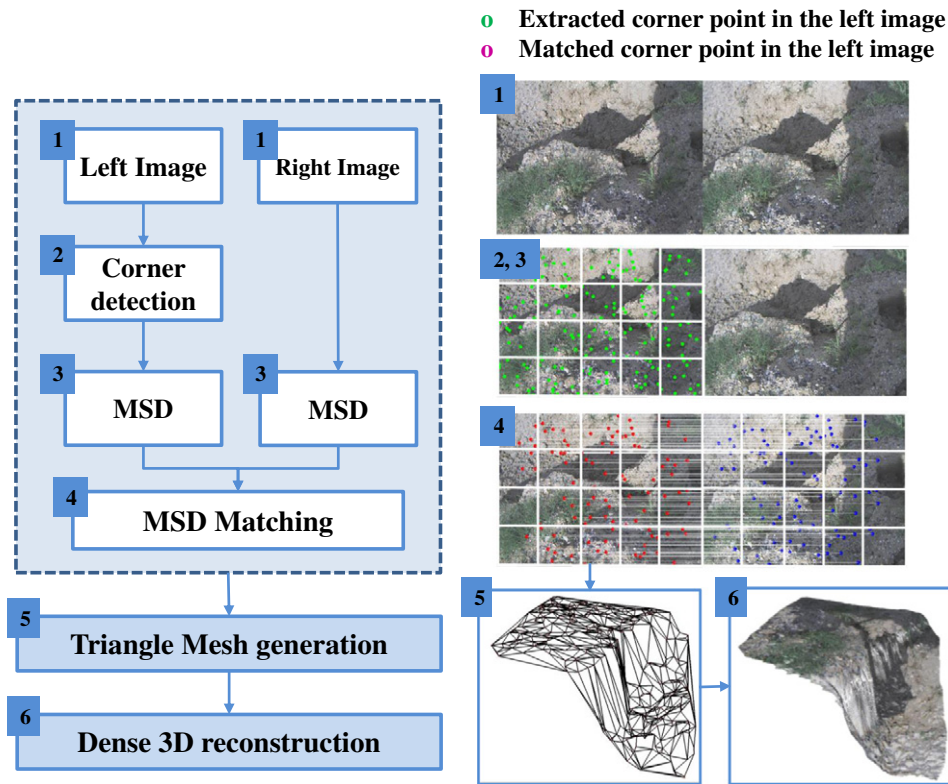 o Extracted corner point in the left image
o Matched corner point in the left image
1
Left Image
1
Right Image
2
Corner
detection
3
MSD
3
MSD
4
MSD Matching
5
Triangle Mesh generation
6
Dense 3D reconstruction
1
2, 3
4
5
6